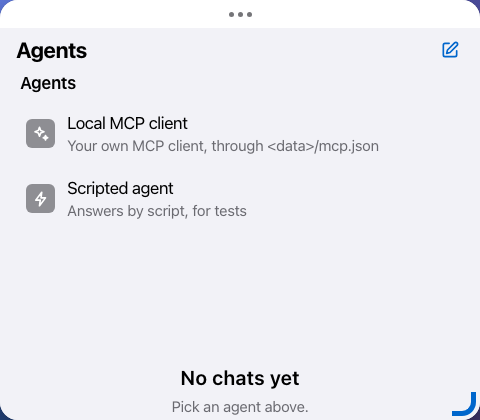 Agents
Agents
Local MCP client
Your own MCP client, through <data>/mcp.json
Scripted agent
Answers by script, for tests
No chats yet
Pick an agent above.